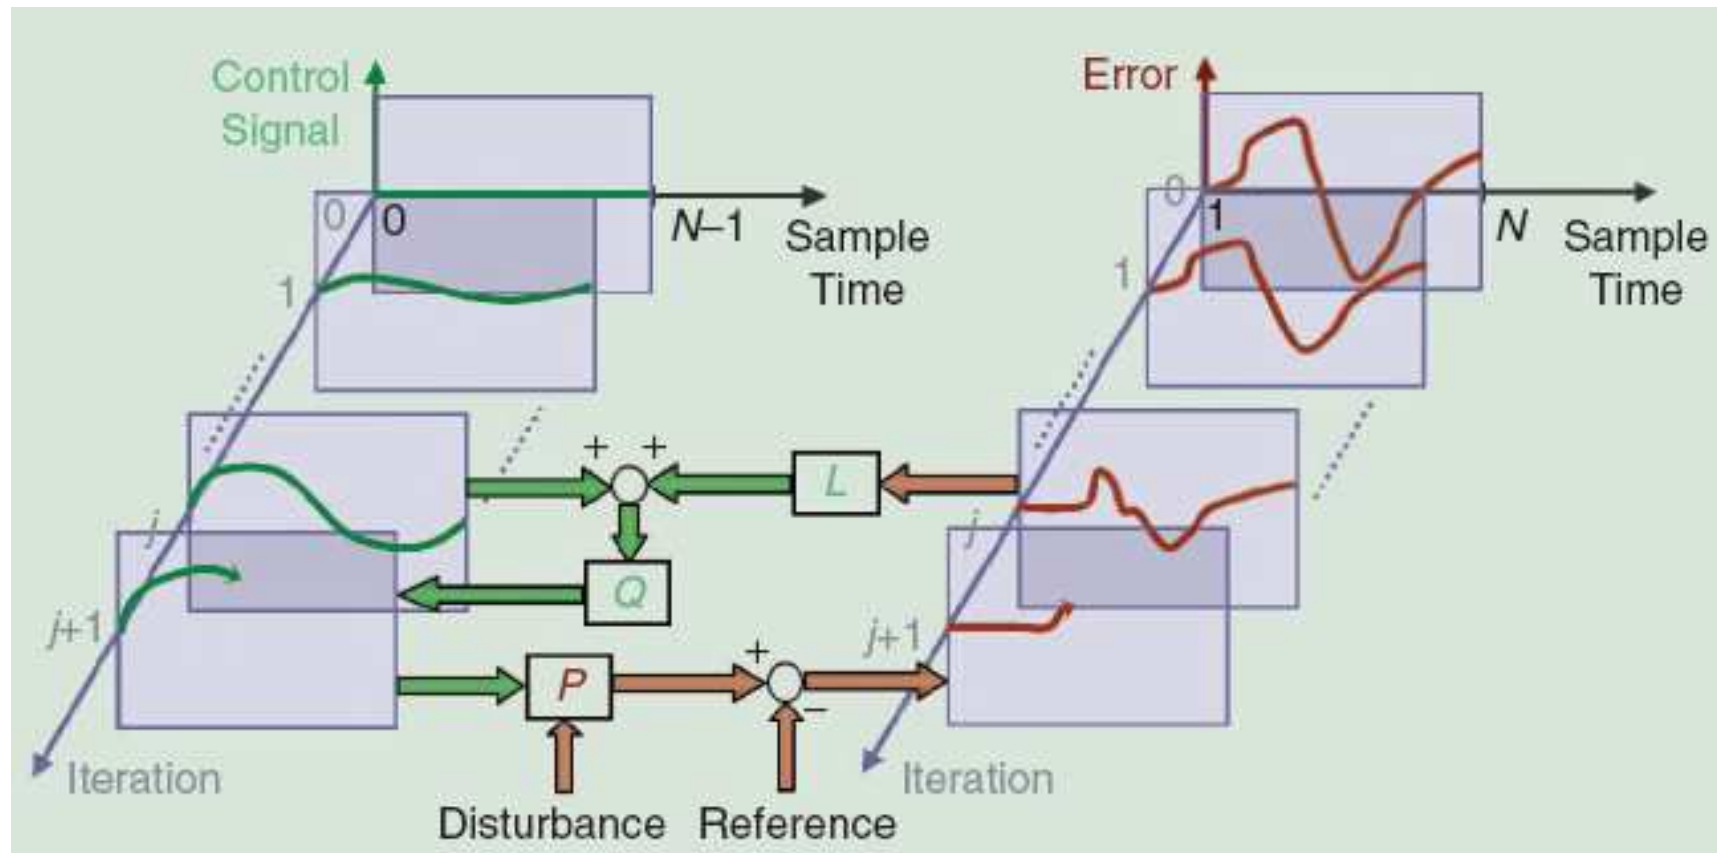 Control
Signal
0
0
N–1
Sample
Time
1
j
j+1
Iteration
Error
0
1
N
Sample
Time
1
j
j+1
Iteration
+ +
L
Q
P
+
–
Disturbance
Reference